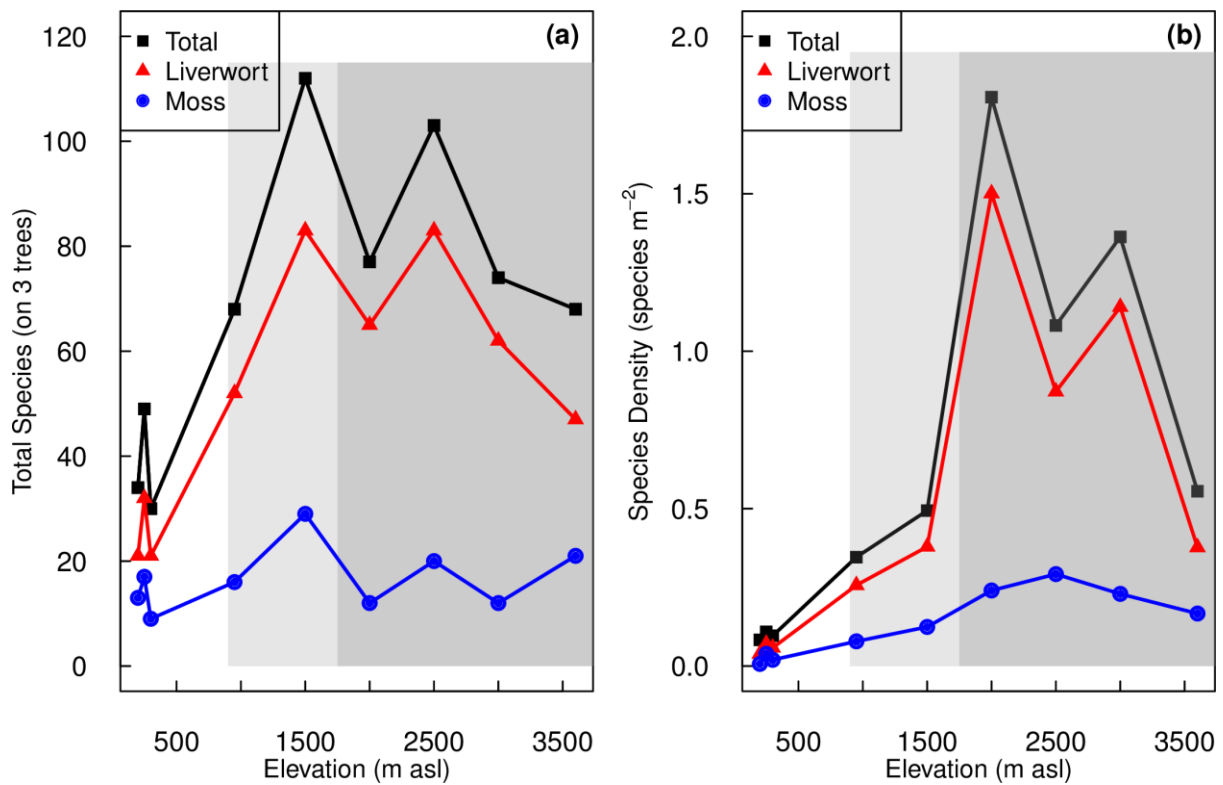 (a)
Total
Liverwort
Moss
120
100
80
60
40
20
0
Total Species (on 3 trees)
500 1500 2500 3500
Elevation (m asl)
(b)
Total
Liverwort
Moss
2.0
1.5
1.0
0.5
0.0
Species Density (species m⁻²)
500 1500 2500 3500
Elevation (m asl)